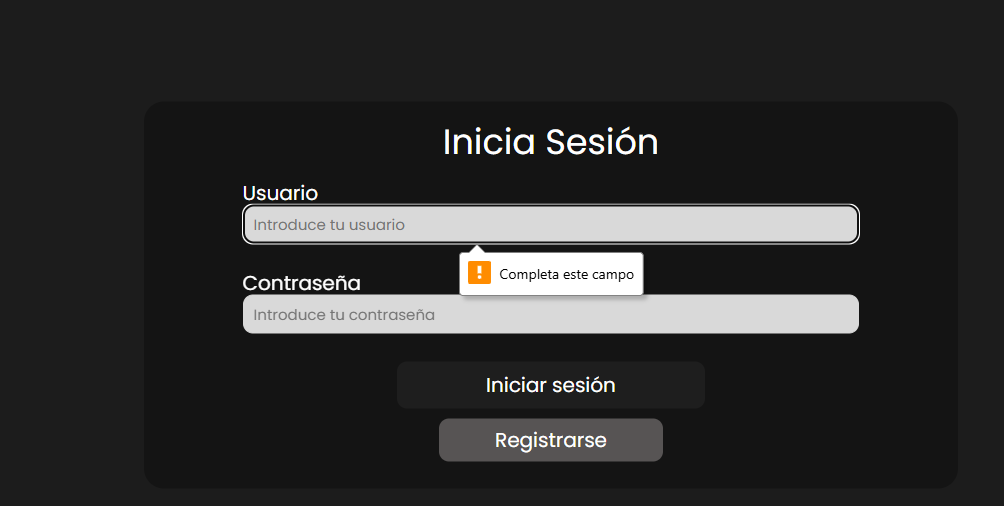 Inicia Sesión
Usuario
Introduce tu usuario
Completa este campo
Contraseña
Introduce tu contraseña
Iniciar sesión
Registrarse